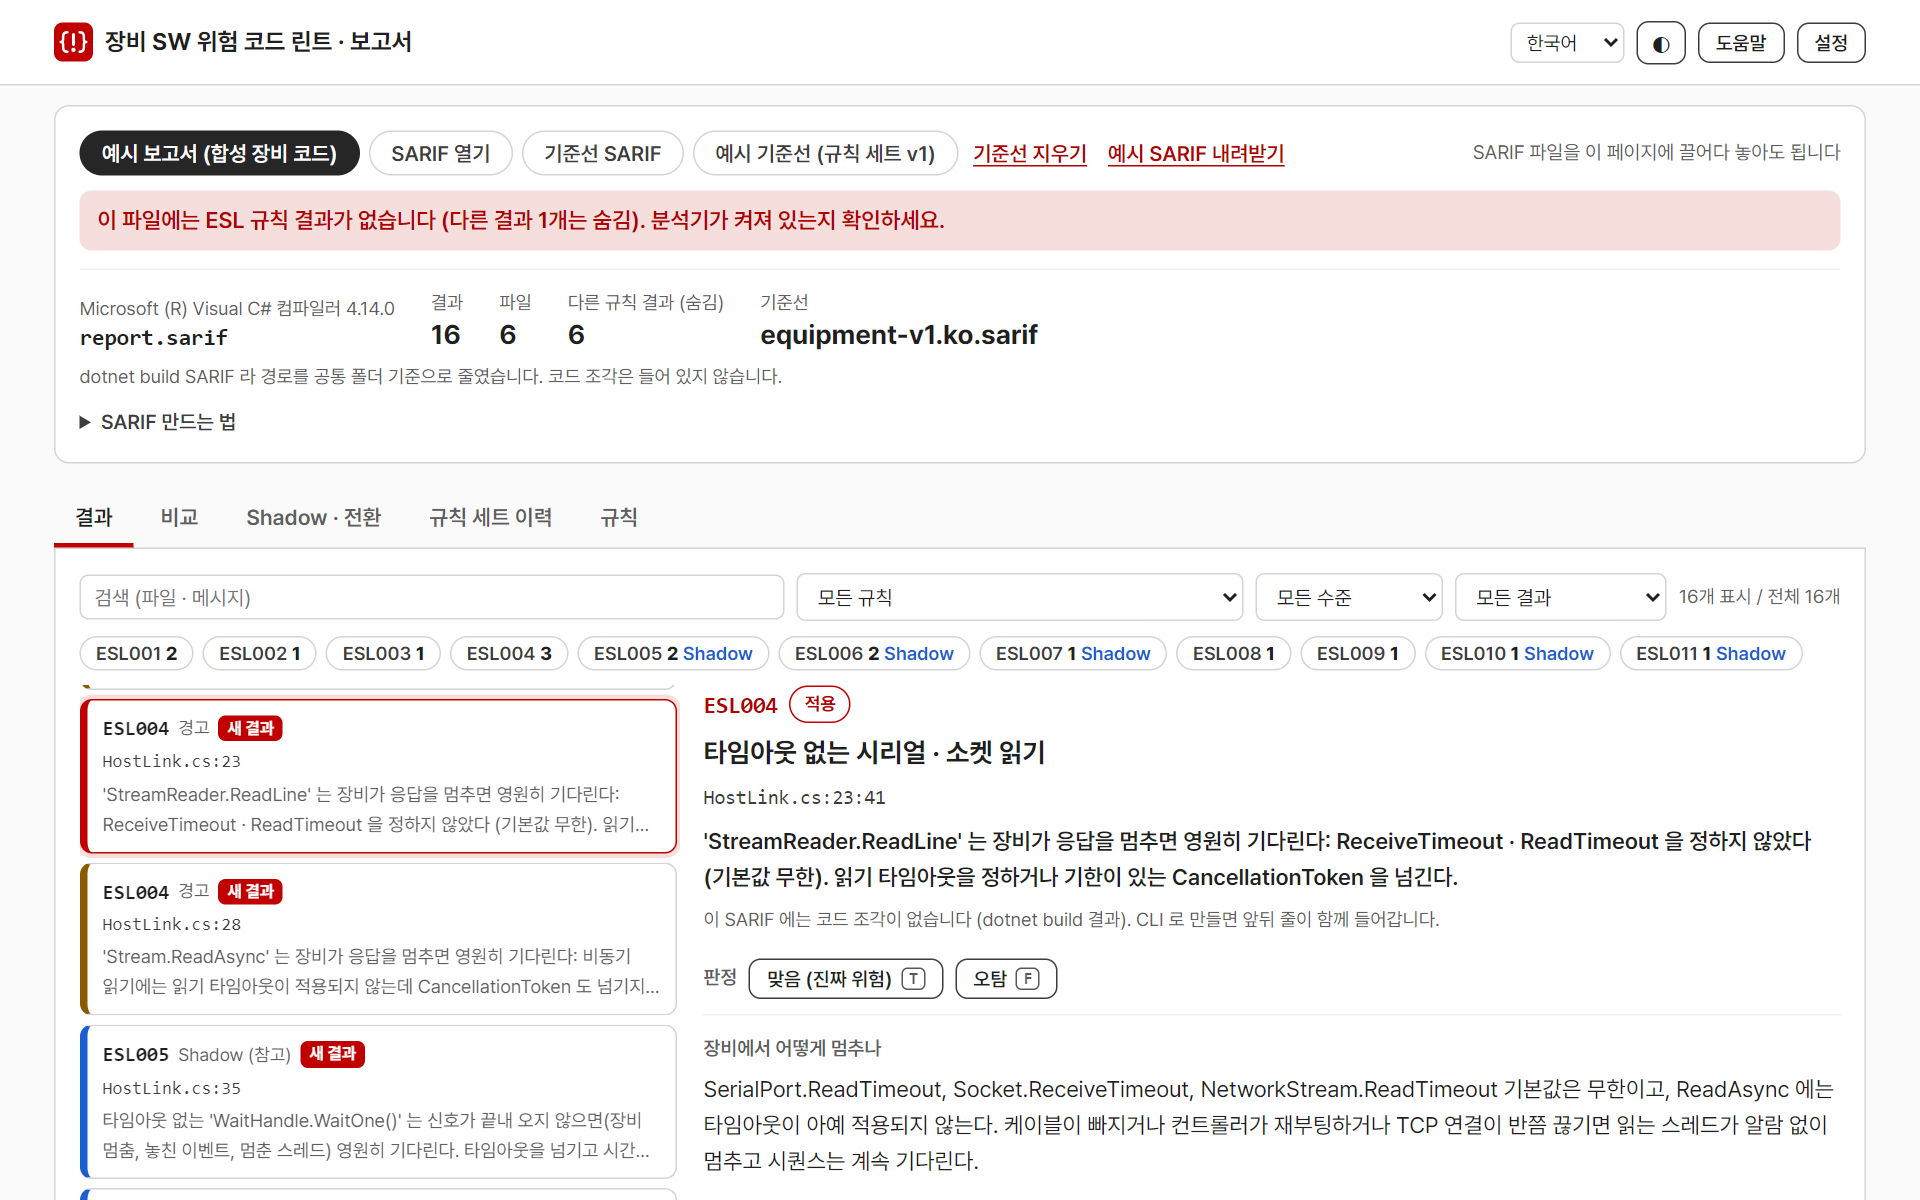 {!} 장비 SW 위험 코드 린트 · 보고서
한국어
도움말
설정
예시 보고서 (합성 장비 코드)
SARIF 열기
기준선 SARIF
예시 기준선 (규칙 세트 v1)
기준선 지우기
예시 SARIF 내려받기
SARIF 파일을 이 페이지에 끌어다 놓아도 됩니다
이 파일에는 ESL 규칙 결과가 없습니다 (다른 결과 1개는 숨김). 분석기가 켜져 있는지 확인하세요.
Microsoft (R) Visual C# 컴파일러 4.14.0
report.sarif
결과
16
파일
6
다른 규칙 결과 (숨김)
6
기준선
equipment-v1.ko.sarif
dotnet build SARIF 라 경로를 공통 폴더 기준으로 줄였습니다. 코드 조각은 들어 있지 않습니다.
▶ SARIF 만드는 법
결과
비교
Shadow · 전환
규칙 세트 이력
규칙
검색 (파일 · 메시지)
모든 규칙
모든 수준
모든 결과
16개 표시 / 전체 16개
ESL001 2
ESL002 1
ESL003 1
ESL004 3
ESL005 2 Shadow
ESL006 2 Shadow
ESL007 1 Shadow
ESL008 1
ESL009 1
ESL010 1 Shadow
ESL011 1 Shadow
ESL004 경고 새 결과
HostLink.cs:23
'StreamReader.ReadLine' 는 장비가 응답을 멈추면 영원히 기다린다:
ReceiveTimeout · ReadTimeout 을 정하지 않았다 (기본값 무한). 읽기...
ESL004 경고 새 결과
HostLink.cs:28
'Stream.ReadAsync' 는 장비가 응답을 멈추면 영원히 기다린다: 비동기
읽기에는 읽기 타임아웃이 적용되지 않는데 CancellationToken 도 넘기지...
ESL005 Shadow (참고) 새 결과
HostLink.cs:35
타임아웃 없는 'WaitHandle.WaitOne()' 는 신호가 끝내 오지 않으면(장비
멈춤, 놓친 이벤트, 멈춘 스레드) 영원히 기다린다. 타임아웃을 넘기고 시간...
ESL004 적용
타임아웃 없는 시리얼 · 소켓 읽기
HostLink.cs:23:41
'StreamReader.ReadLine' 는 장비가 응답을 멈추면 영원히 기다린다: ReceiveTimeout · ReadTimeout 을 정하지 않았다
(기본값 무한). 읽기 타임아웃을 정하거나 기한이 있는 CancellationToken 을 넘긴다.
이 SARIF 에는 코드 조각이 없습니다 (dotnet build 결과). CLI 로 만들면 앞뒤 줄이 함께 들어갑니다.
판정
맞음 (진짜 위험) T
오탐 F
장비에서 어떻게 멈추나
SerialPort.ReadTimeout, Socket.ReceiveTimeout, NetworkStream.ReadTimeout 기본값은 무한이고, ReadAsync 에는
타임아웃이 아예 적용되지 않는다. 케이블이 빠지거나 컨트롤러가 재부팅하거나 TCP 연결이 반쯤 끊기면 읽는 스레드가 알람 없이
멈추고 시퀀스는 계속 기다린다.